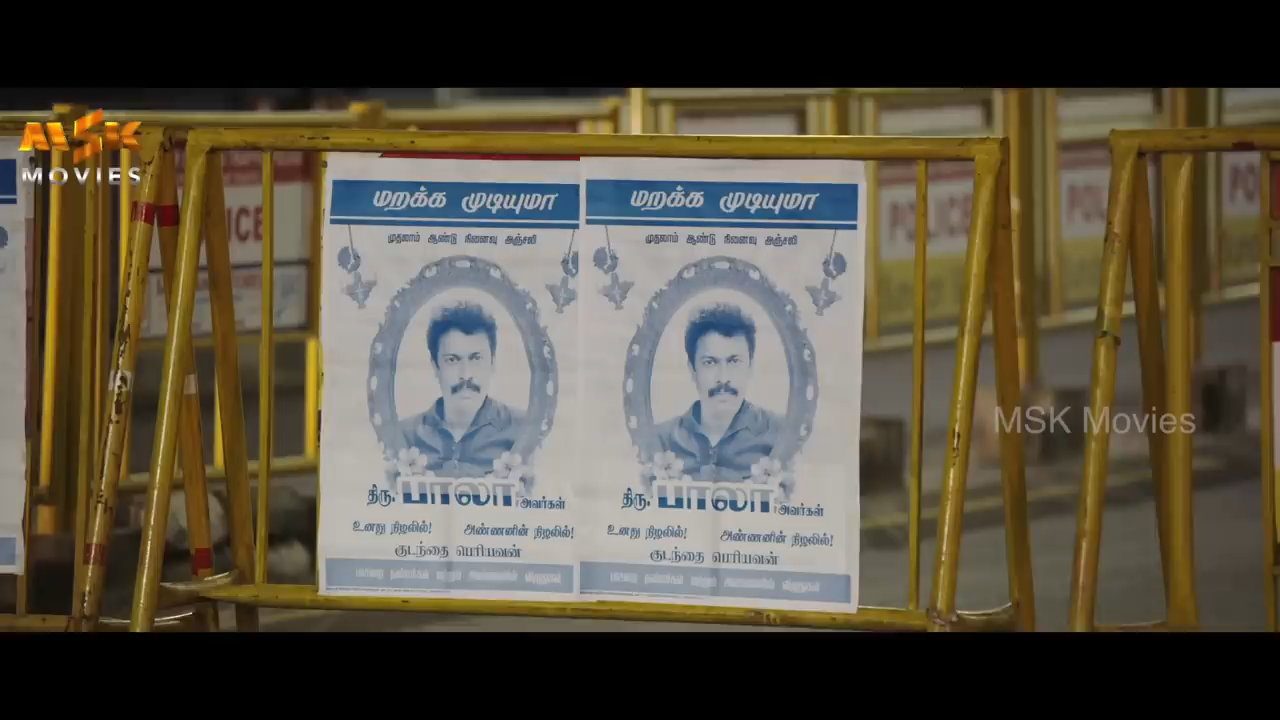 MSK
MOVIES
மறக்க முடியுமா
முதலாம் ஆண்டு நினைவு அஞ்சலி
திரு. பாலா அவர்கள்
உனது நிழலில்! அண்ணனின் நிழலில்!
குடந்தை பெரியவன்
மறக்க முடியுமா
முதலாம் ஆண்டு நினைவு அஞ்சலி
திரு. பாலா அவர்கள்
உனது நிழலில்! அண்ணனின் நிழலில்!
குடந்தை பெரியவன்
POLICE
MSK Movies